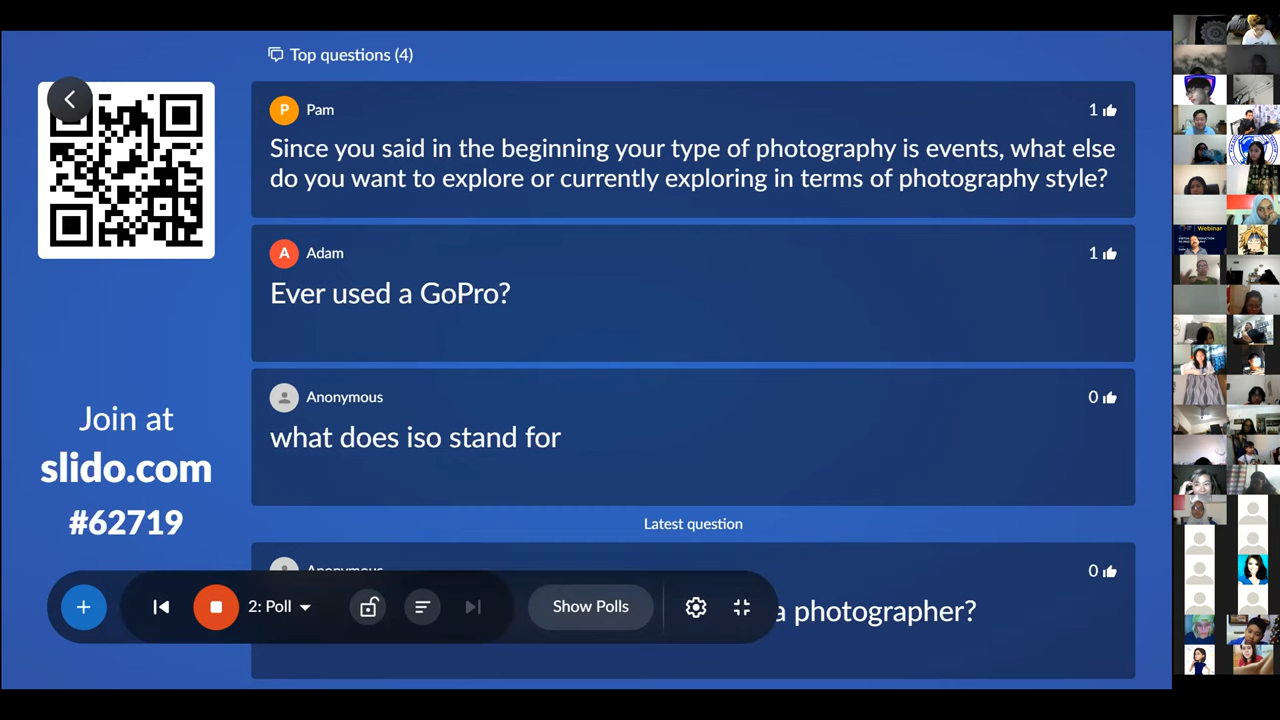 Top questions (4)
P Pam 1
Since you said in the beginning your type of photography is events, what else
do you want to explore or currently exploring in terms of photography style?
A Adam 1
Ever used a GoPro?
Anonymous 0
what does iso stand for
Join at
slido.com
#62719
Latest question
Anonymous 0
a photographer?
2: Poll
Show Polls
Webinar